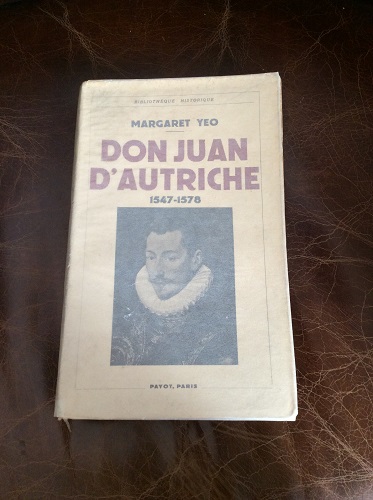 BIBLIOTHÈQUE HISTORIQUE
MARGARET YEO
DON JUAN
D'AUTRICHE
1547-1578
PAYOT, PARIS